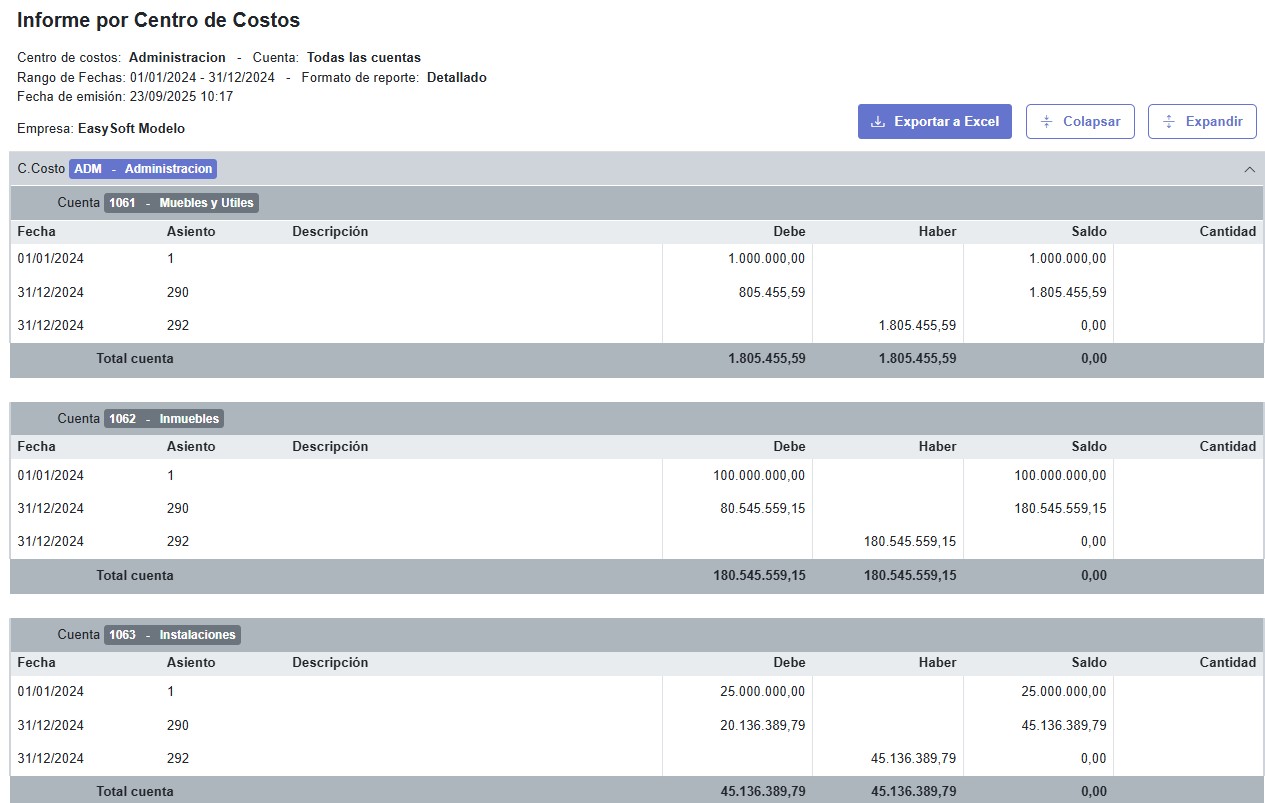 Informe por Centro de Costos
Centro de costos: Administracion - Cuenta: Todas las cuentas
Rango de Fechas: 01/01/2024 - 31/12/2024 - Formato de reporte: Detallado
Fecha de emisión: 23/09/2025 10:17
Empresa: EasySoft Modelo
Exportar a Excel Colapsar Expandir
C.Costo ADM - Administracion
Cuenta 1061 - Muebles y Utiles
Fecha Asiento Descripción Debe Haber Saldo Cantidad
01/01/2024 1 1.000.000,00 1.000.000,00
31/12/2024 290 805.455,59 1.805.455,59
31/12/2024 292 1.805.455,59 0,00
Total cuenta 1.805.455,59 1.805.455,59 0,00
Cuenta 1062 - Inmuebles
Fecha Asiento Descripción Debe Haber Saldo Cantidad
01/01/2024 1 100.000.000,00 100.000.000,00
31/12/2024 290 80.545.559,15 180.545.559,15
31/12/2024 292 180.545.559,15 0,00
Total cuenta 180.545.559,15 180.545.559,15 0,00
Cuenta 1063 - Instalaciones
Fecha Asiento Descripción Debe Haber Saldo Cantidad
01/01/2024 1 25.000.000,00 25.000.000,00
31/12/2024 290 20.136.389,79 45.136.389,79
31/12/2024 292 45.136.389,79 0,00
Total cuenta 45.136.389,79 45.136.389,79 0,00